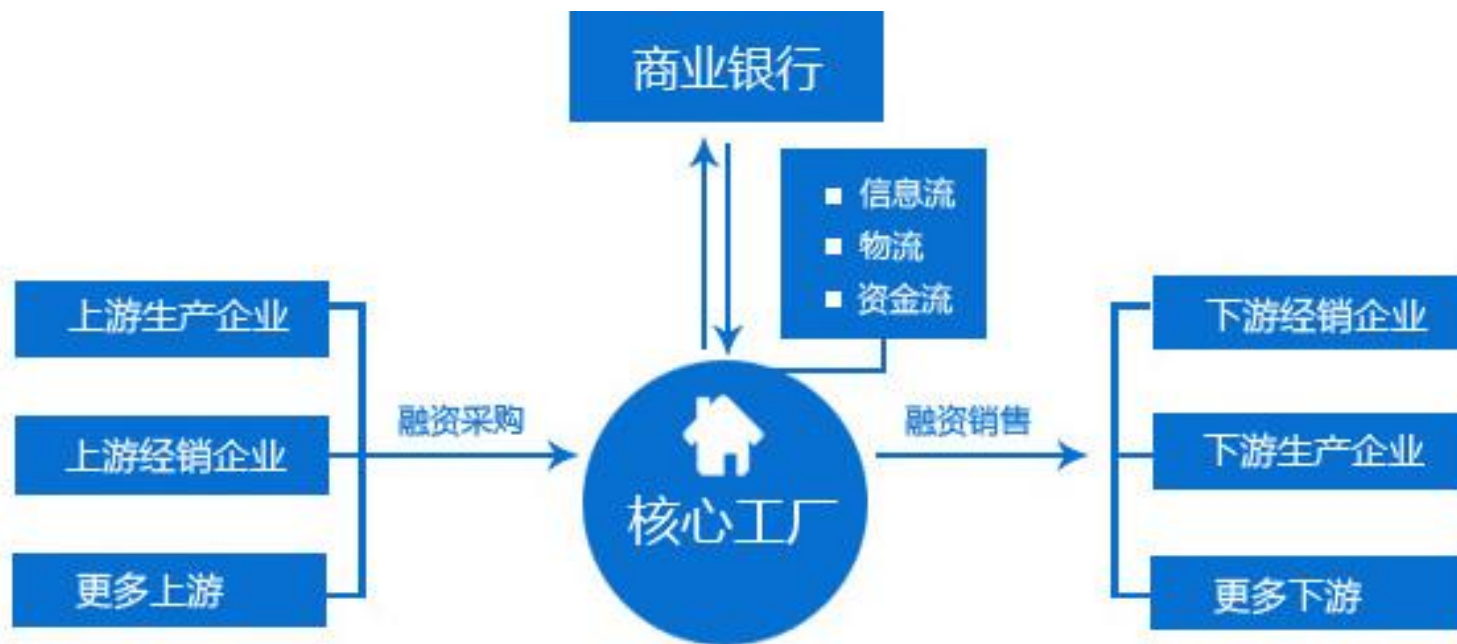 商业银行
信息流
物流
资金流
上游生产企业
下游经销企业
融资采购
融资销售
上游经销企业
下游生产企业
核心工厂
更多上游
更多下游